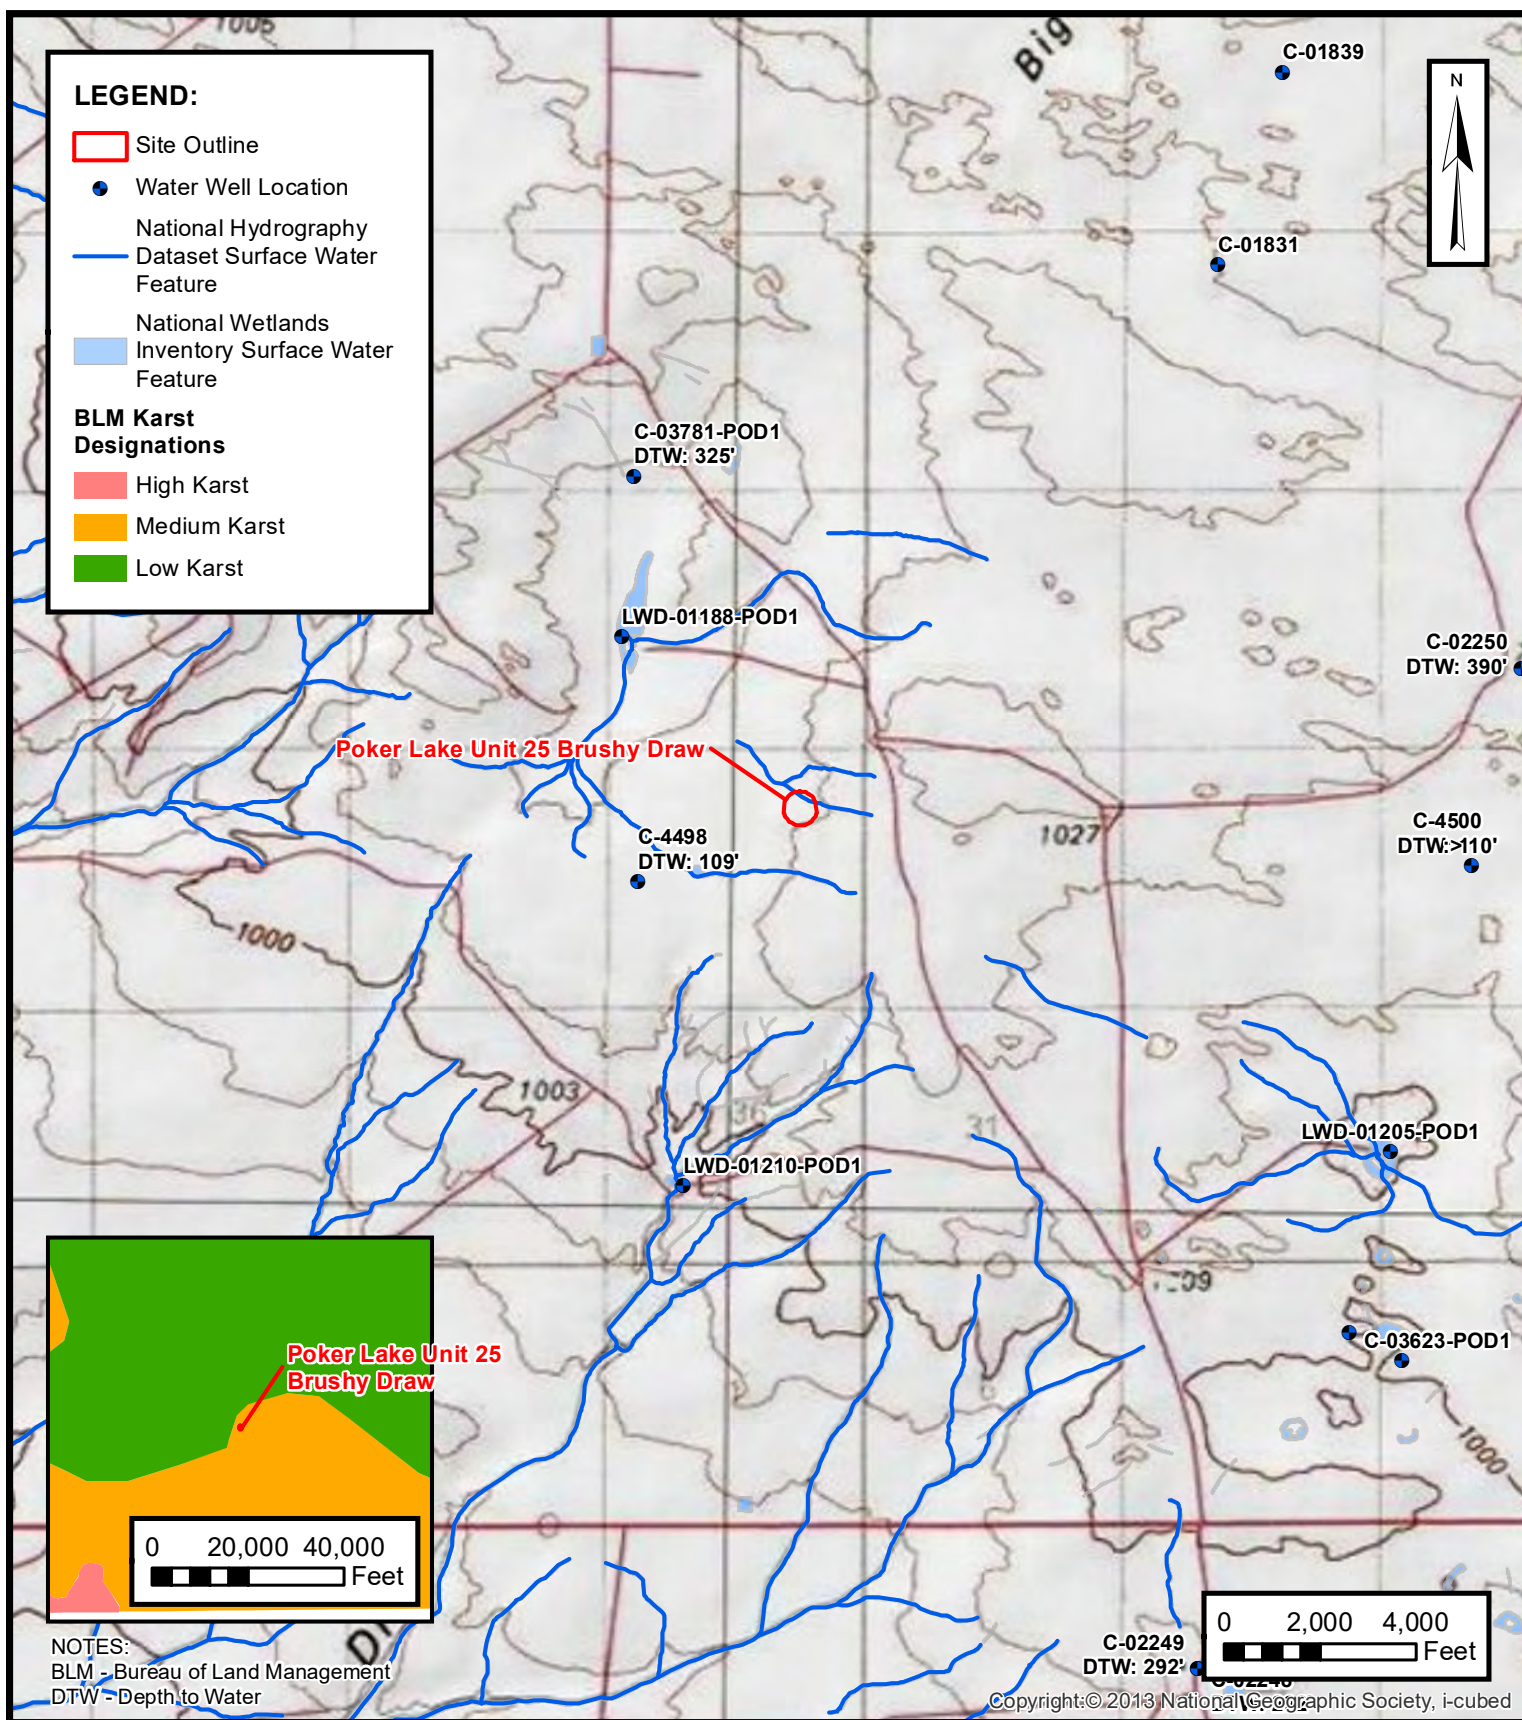 1005
Big
C-01839
LEGEND:
Site Outline
Water Well Location
National Hydrography
Dataset Surface Water
Feature
National Wetlands
Inventory Surface Water
Feature
BLM Karst
Designations
High Karst
Medium Karst
Low Karst
N
C-01831
C-03781-POD1
DTW: 325'
LWD-01188-POD1
C-02250
DTW: 390'
Poker Lake Unit 25 Brushy Draw
1027
C-4500
DTW:>110'
C-4498
DTW: 109'
1000
1003
36
31
LWD-01205-POD1
LWD-01210-POD1
C-03623-POD1
1000
Poker Lake Unit 25
Brushy Draw
0 20,000 40,000
Feet
0 2,000 4,000
Feet
C-02249
DTW: 292'
NOTES:
BLM - Bureau of Land Management
DTW - Depth to Water
Copyright:© 2013 National Geographic Society, i-cubed